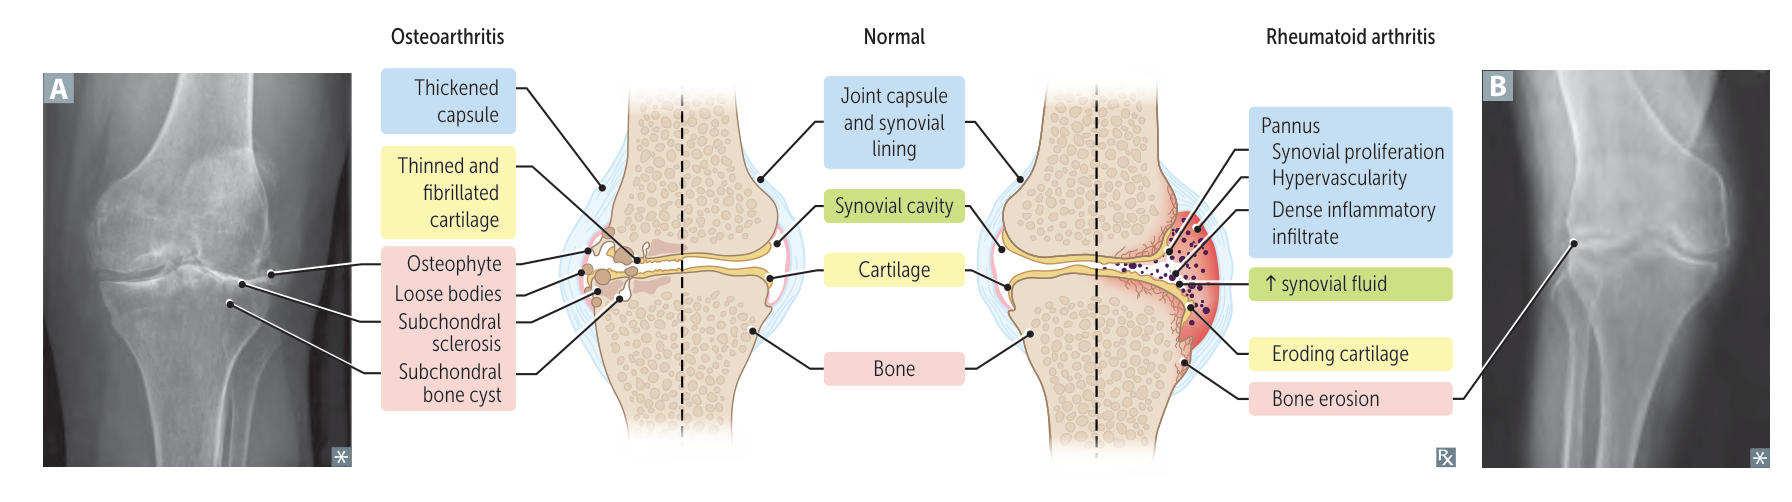 Osteoarthritis
Normal
Rheumatoid arthritis
A
Thickened
capsule
Thinned and
fibrillated
cartilage
Osteophyte
Loose bodies
Subchondral
sclerosis
Subchondral
bone cyst
Joint capsule
and synovial
lining
Synovial cavity
Cartilage
Bone
Pannus
Synovial proliferation
Hypervascularity
Dense inflammatory
infiltrate
↑ synovial fluid
Eroding cartilage
Bone erosion
B
*
Rx
*